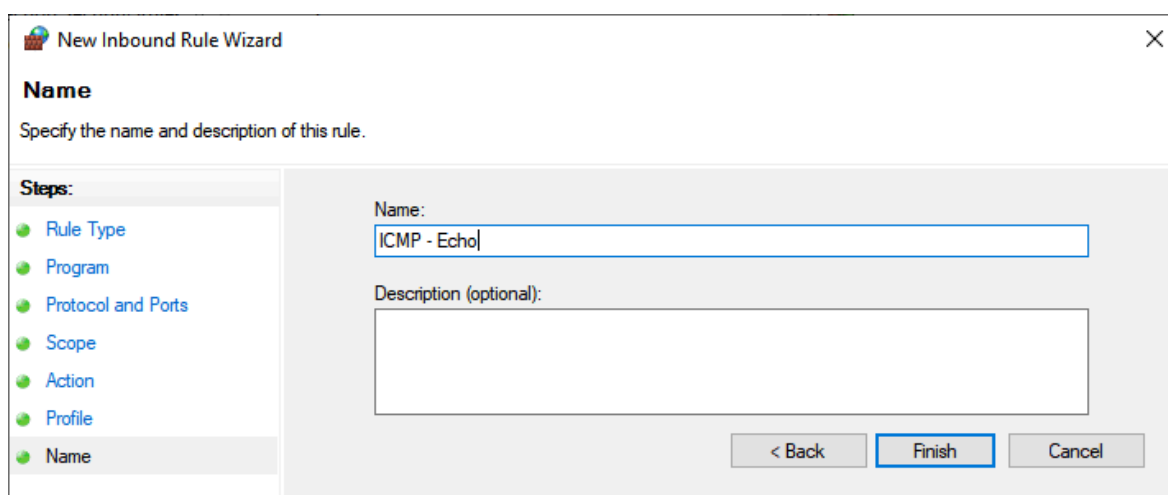 New Inbound Rule Wizard
Name
Specify the name and description of this rule.
Steps:
Rule Type
Program
Protocol and Ports
Scope
Action
Profile
Name
Name:
ICMP - Echo
Description (optional):
< Back
Finish
Cancel